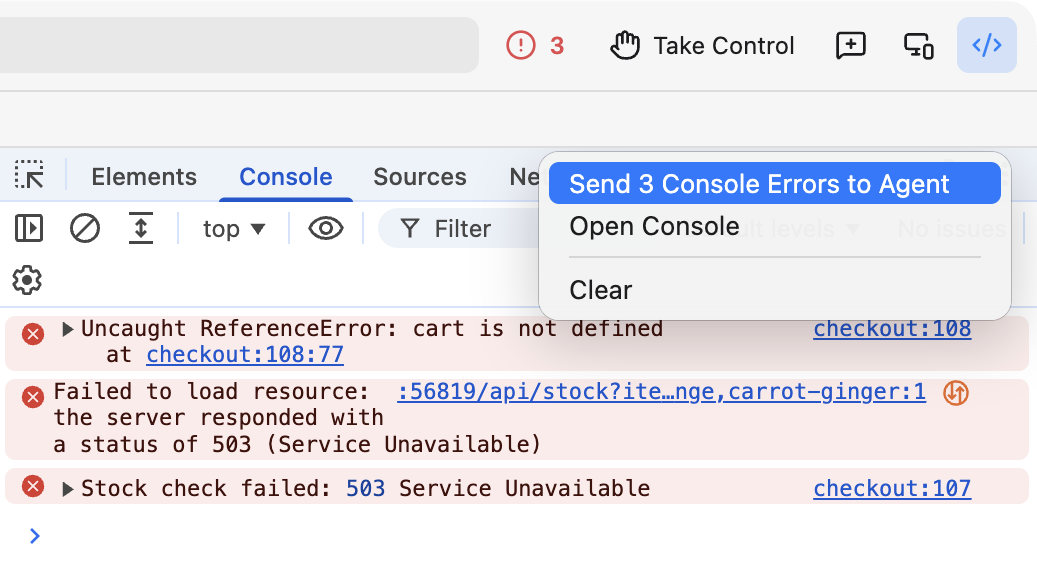 3 Take Control
Elements Console Sources Ne
Send 3 Console Errors to Agent
top Filter
Open Console
ult levels No issues
Clear
Uncaught ReferenceError: cart is not defined checkout:108
at checkout:108:77
Failed to load resource: :56819/api/stock?ite…nge,carrot-ginger:1
the server responded with
a status of 503 (Service Unavailable)
Stock check failed: 503 Service Unavailable checkout:107